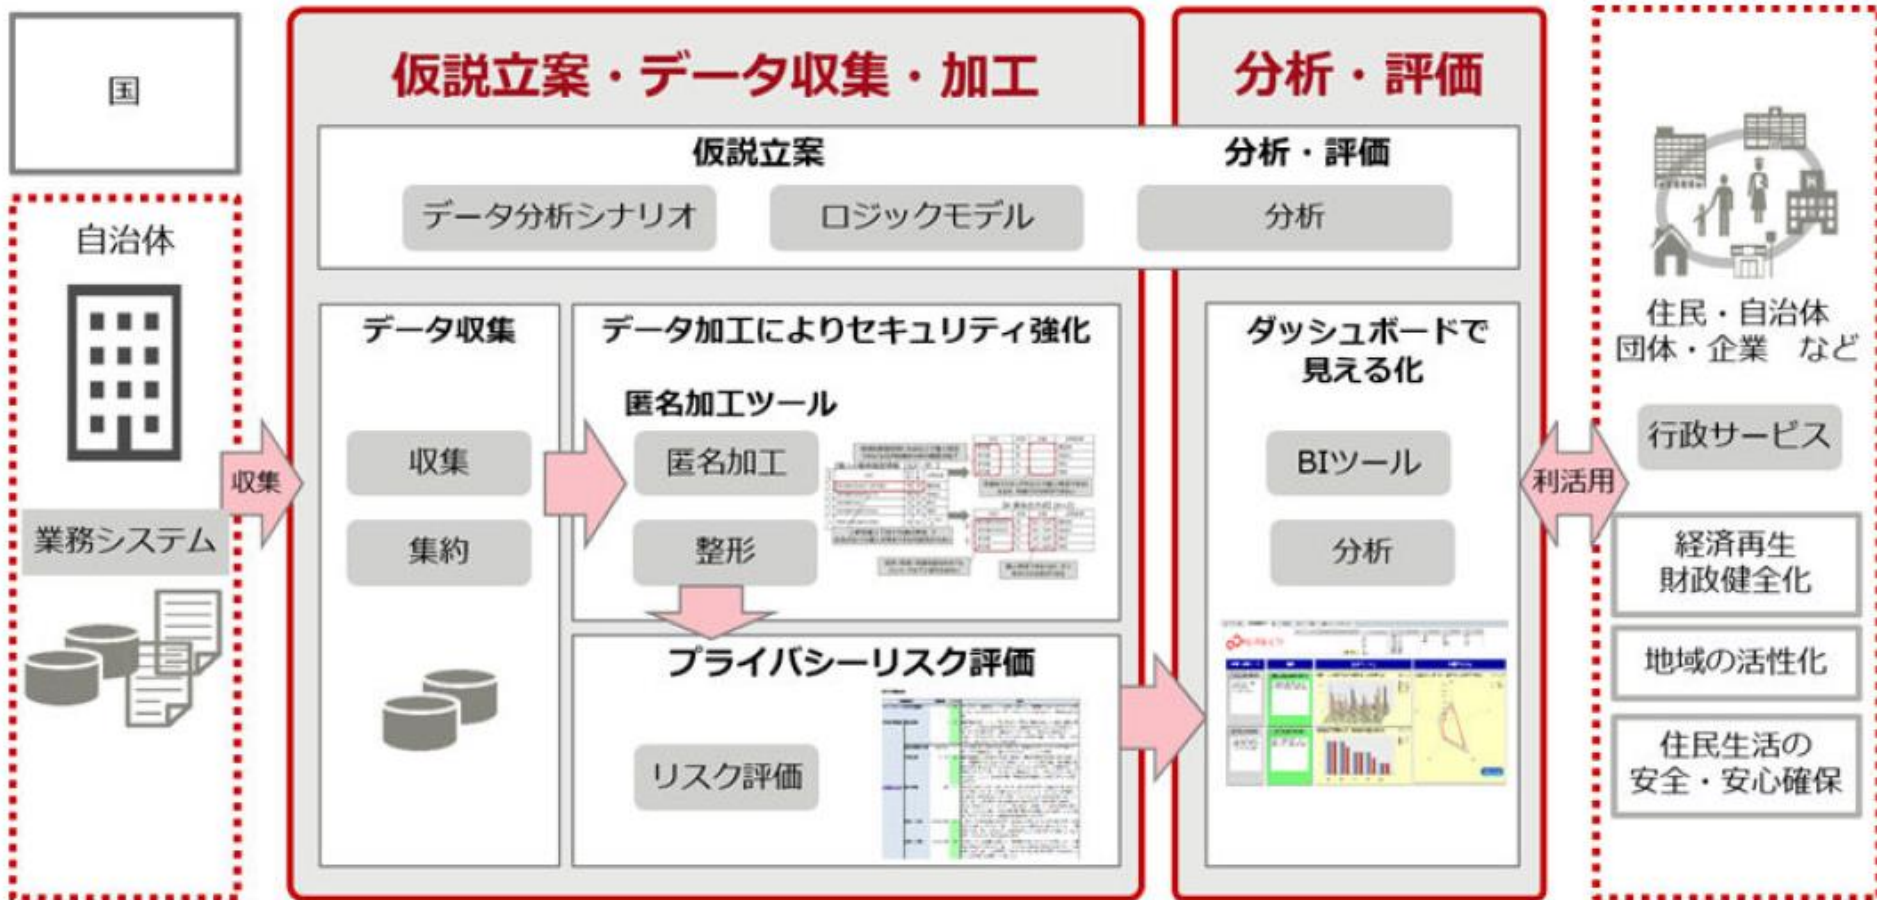 国
自治体
業務システム
収集
仮説立案・データ収集・加工
仮説立案
データ分析シナリオ
ロジックモデル
データ収集
収集
集約
データ加工によりセキュリティ強化
匿名加工ツール
匿名加工
整形
プライバシーリスク評価
リスク評価
分析・評価
分析・評価
分析
ダッシュボードで
見える化
BIツール
分析
利活用
住民・自治体
団体・企業 など
行政サービス
経済再生
財政健全化
地域の活性化
住民生活の
安全・安心確保